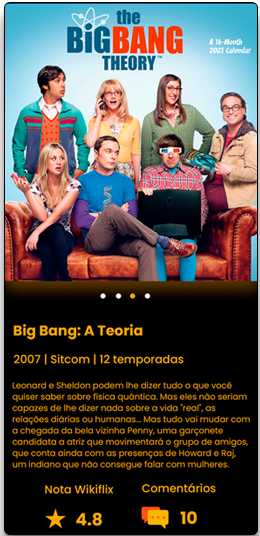 the
BIGBANG
THEORY™
A 16-Month
2021 Calendar
Big Bang: A Teoria
2007 | Sitcom | 12 temporadas
Leonard e Sheldon podem lhe dizer tudo o que você
quiser saber sobre física quântica. Mas eles não seriam
capazes de lhe dizer nada sobre a vida "real", as
relações diárias ou humanas... Mas tudo vai mudar com
a chegada da bela vizinha Penny, uma garçonete
candidata a atriz que movimentará o grupo de amigos,
que conta ainda com as presenças de Howard e Raj,
um indiano que não consegue falar com mulheres.
Nota Wikiflix
Comentários
4.8
10